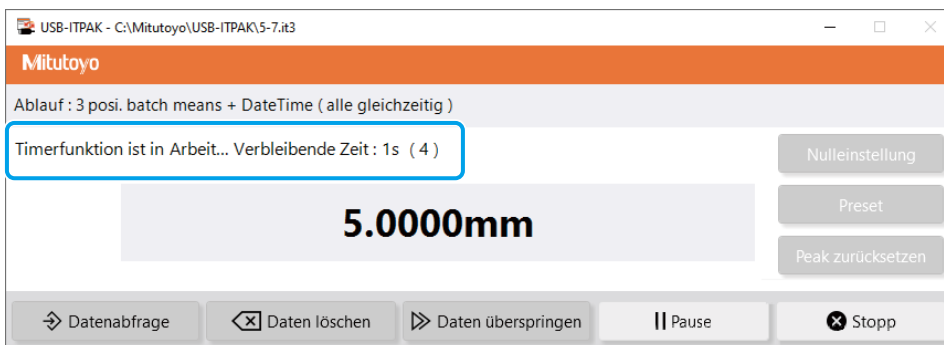 USB-ITPAK - C:\Mitutoyo\USB-ITPAK\5-7.it3
Mitutoyo
Ablauf : 3 posi. batch means + DateTime ( alle gleichzeitig )
Timerfunktion ist in Arbeit... Verbleibende Zeit : 1s ( 4 )
Nulleinstellung
5.0000mm
Preset
Peak zurücksetzen
Datenabfrage Daten löschen Daten überspringen Pause Stopp